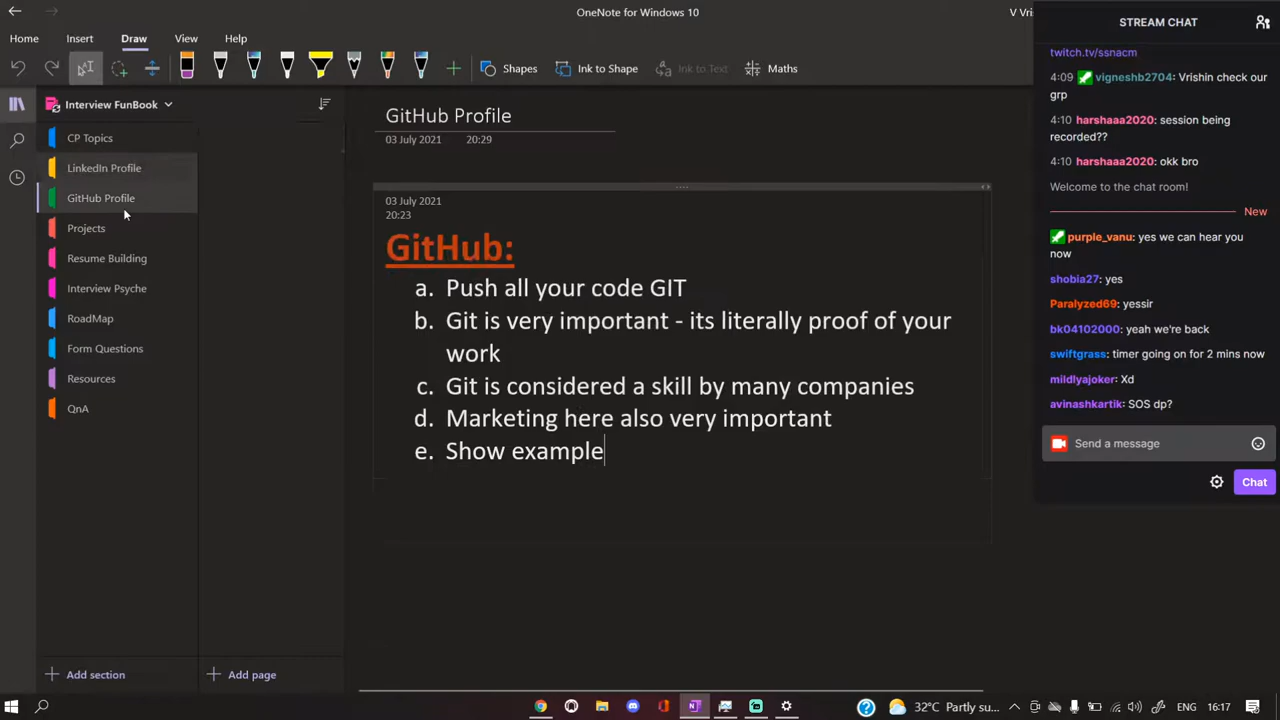 OneNote for Windows 10
V Vris
Home
Insert
Draw
View
Help
Shapes
Ink to Shape
Ink to Text
Maths
Interview FunBook
CP Topics
LinkedIn Profile
GitHub Profile
Projects
Resume Building
Interview Psyche
RoadMap
Form Questions
Resources
QnA
Add section
Add page
GitHub Profile
03 July 2021
20:29
03 July 2021
20:23
GitHub:
a. Push all your code GIT
b. Git is very important - its literally proof of your
work
c. Git is considered a skill by many companies
d. Marketing here also very important
e. Show example
STREAM CHAT
twitch.tv/ssnacm
4:09 vigneshb2704: Vrishin check our
grp
4:10 harshaaa2020: session being
recorded??
4:10 harshaaa2020: okk bro
Welcome to the chat room!
New
purple_vanu: yes we can hear you
now
shobia27: yes
Paralyzed69: yessir
bk04102000: yeah we're back
swiftgrass: timer going on for 2 mins now
mildlyajoker: Xd
avinashkartik: SOS dp?
Send a message
Chat
32°C Partly su...
ENG
16:17